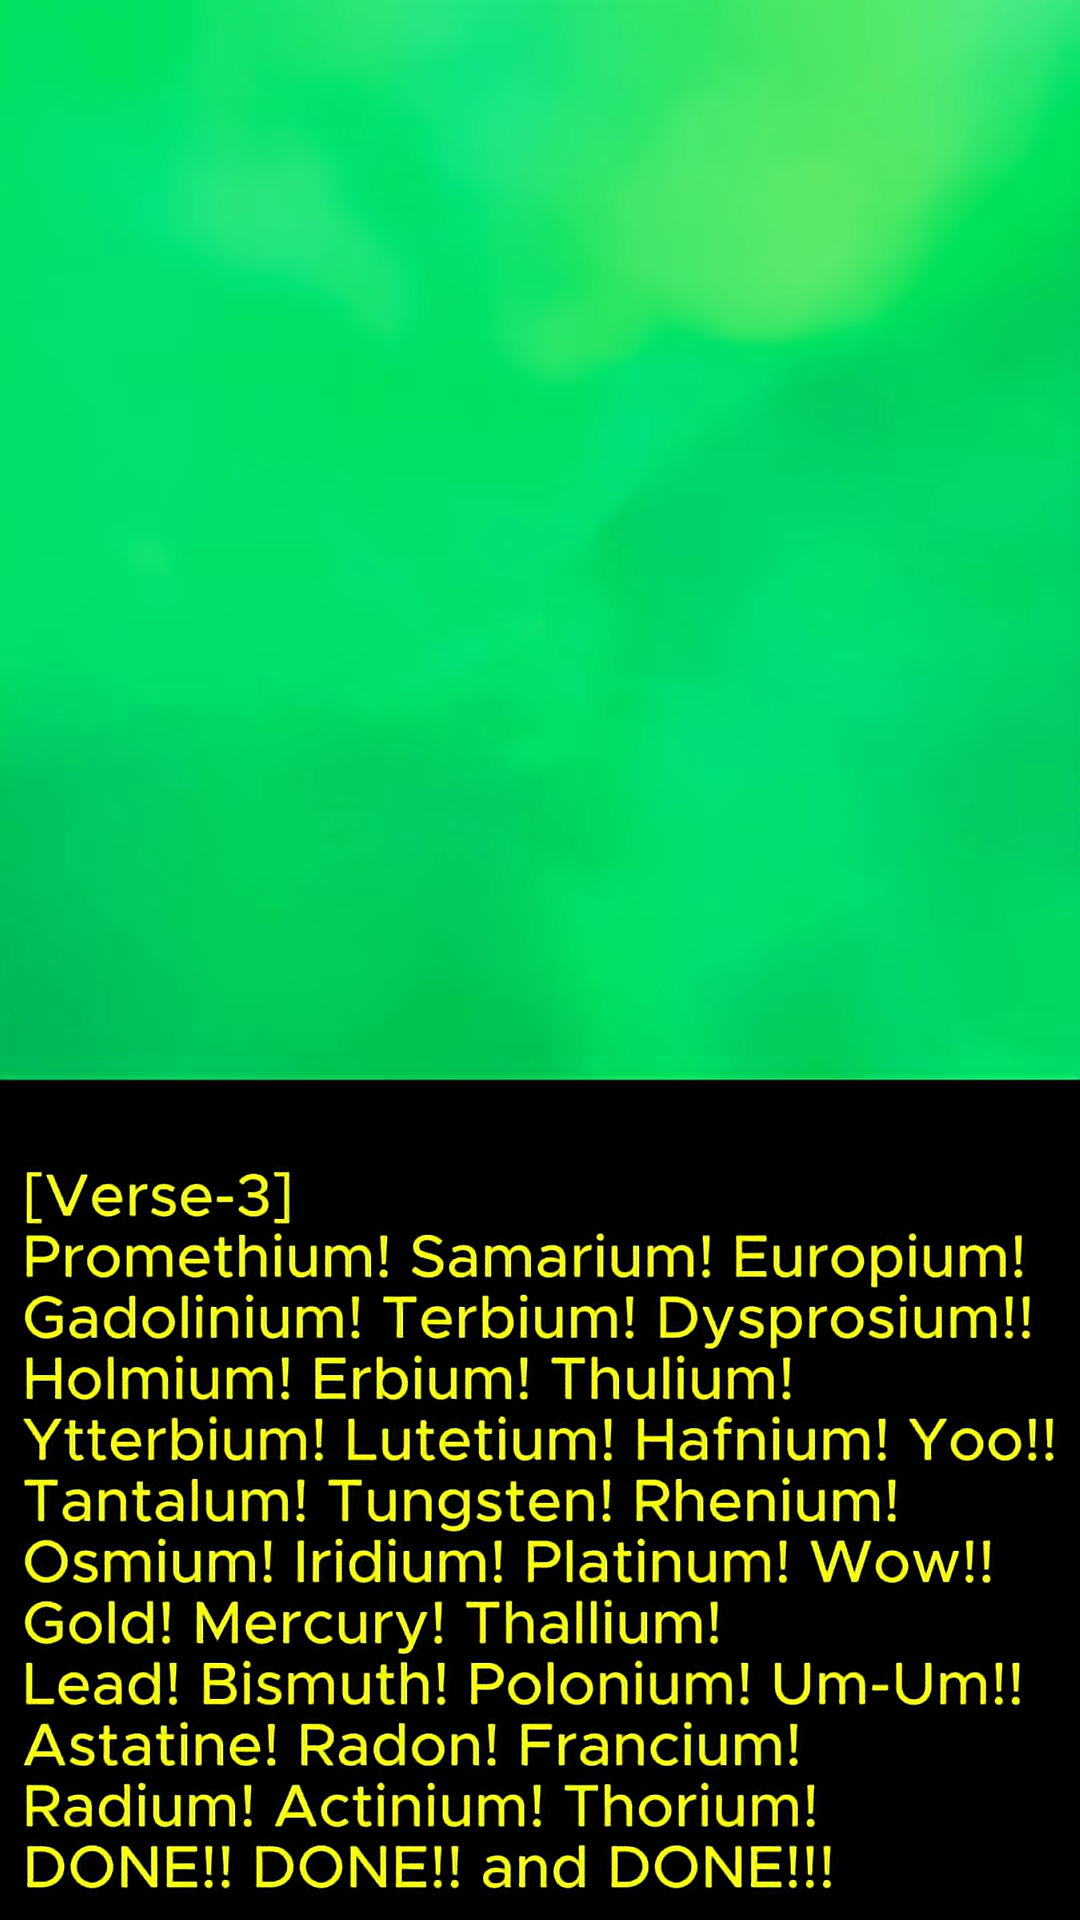 [Verse-3]
Promethium! Samarium! Europium!
Gadolinium! Terbium! Dysprosium!!
Holmium! Erbium! Thulium!
Ytterbium! Lutetium! Hafnium! Yoo!!
Tantalum! Tungsten! Rhenium!
Osmium! Iridium! Platinum! Wow!!
Gold! Mercury! Thallium!
Lead! Bismuth! Polonium! Um-Um!!
Astatine! Radon! Francium!
Radium! Actinium! Thorium!
DONE!! DONE!! and DONE!!!